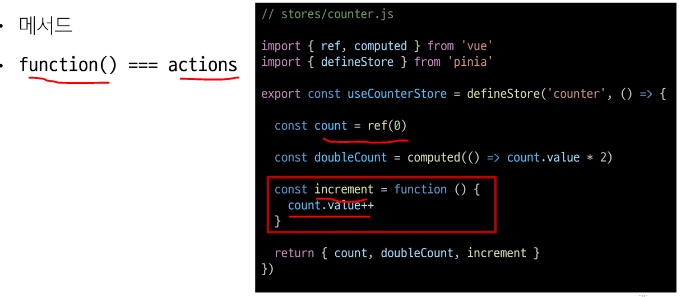 • 메서드
• function() === actions
// stores/counter.js
import { ref, computed } from 'vue'
import { defineStore } from 'pinia'
export const useCounterStore = defineStore('counter', () => {
const count = ref(0)
const doubleCount = computed(() => count.value * 2)
const increment = function () {
count.value++
}
return { count, doubleCount, increment }
})